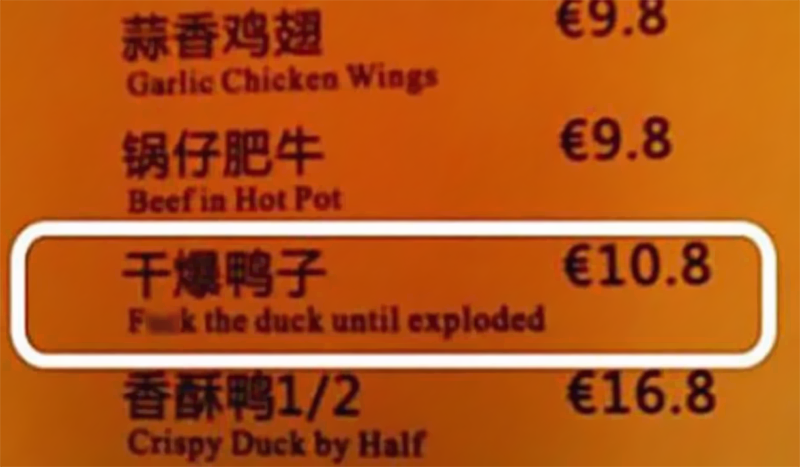 蒜香鸡翅 €9.8
Garlic Chicken Wings
锅仔肥牛 €9.8
Beef in Hot Pot
干爆鸭子 €10.8
F k the duck until exploded
香酥鸭1/2 €16.8
Crispy Duck by Half